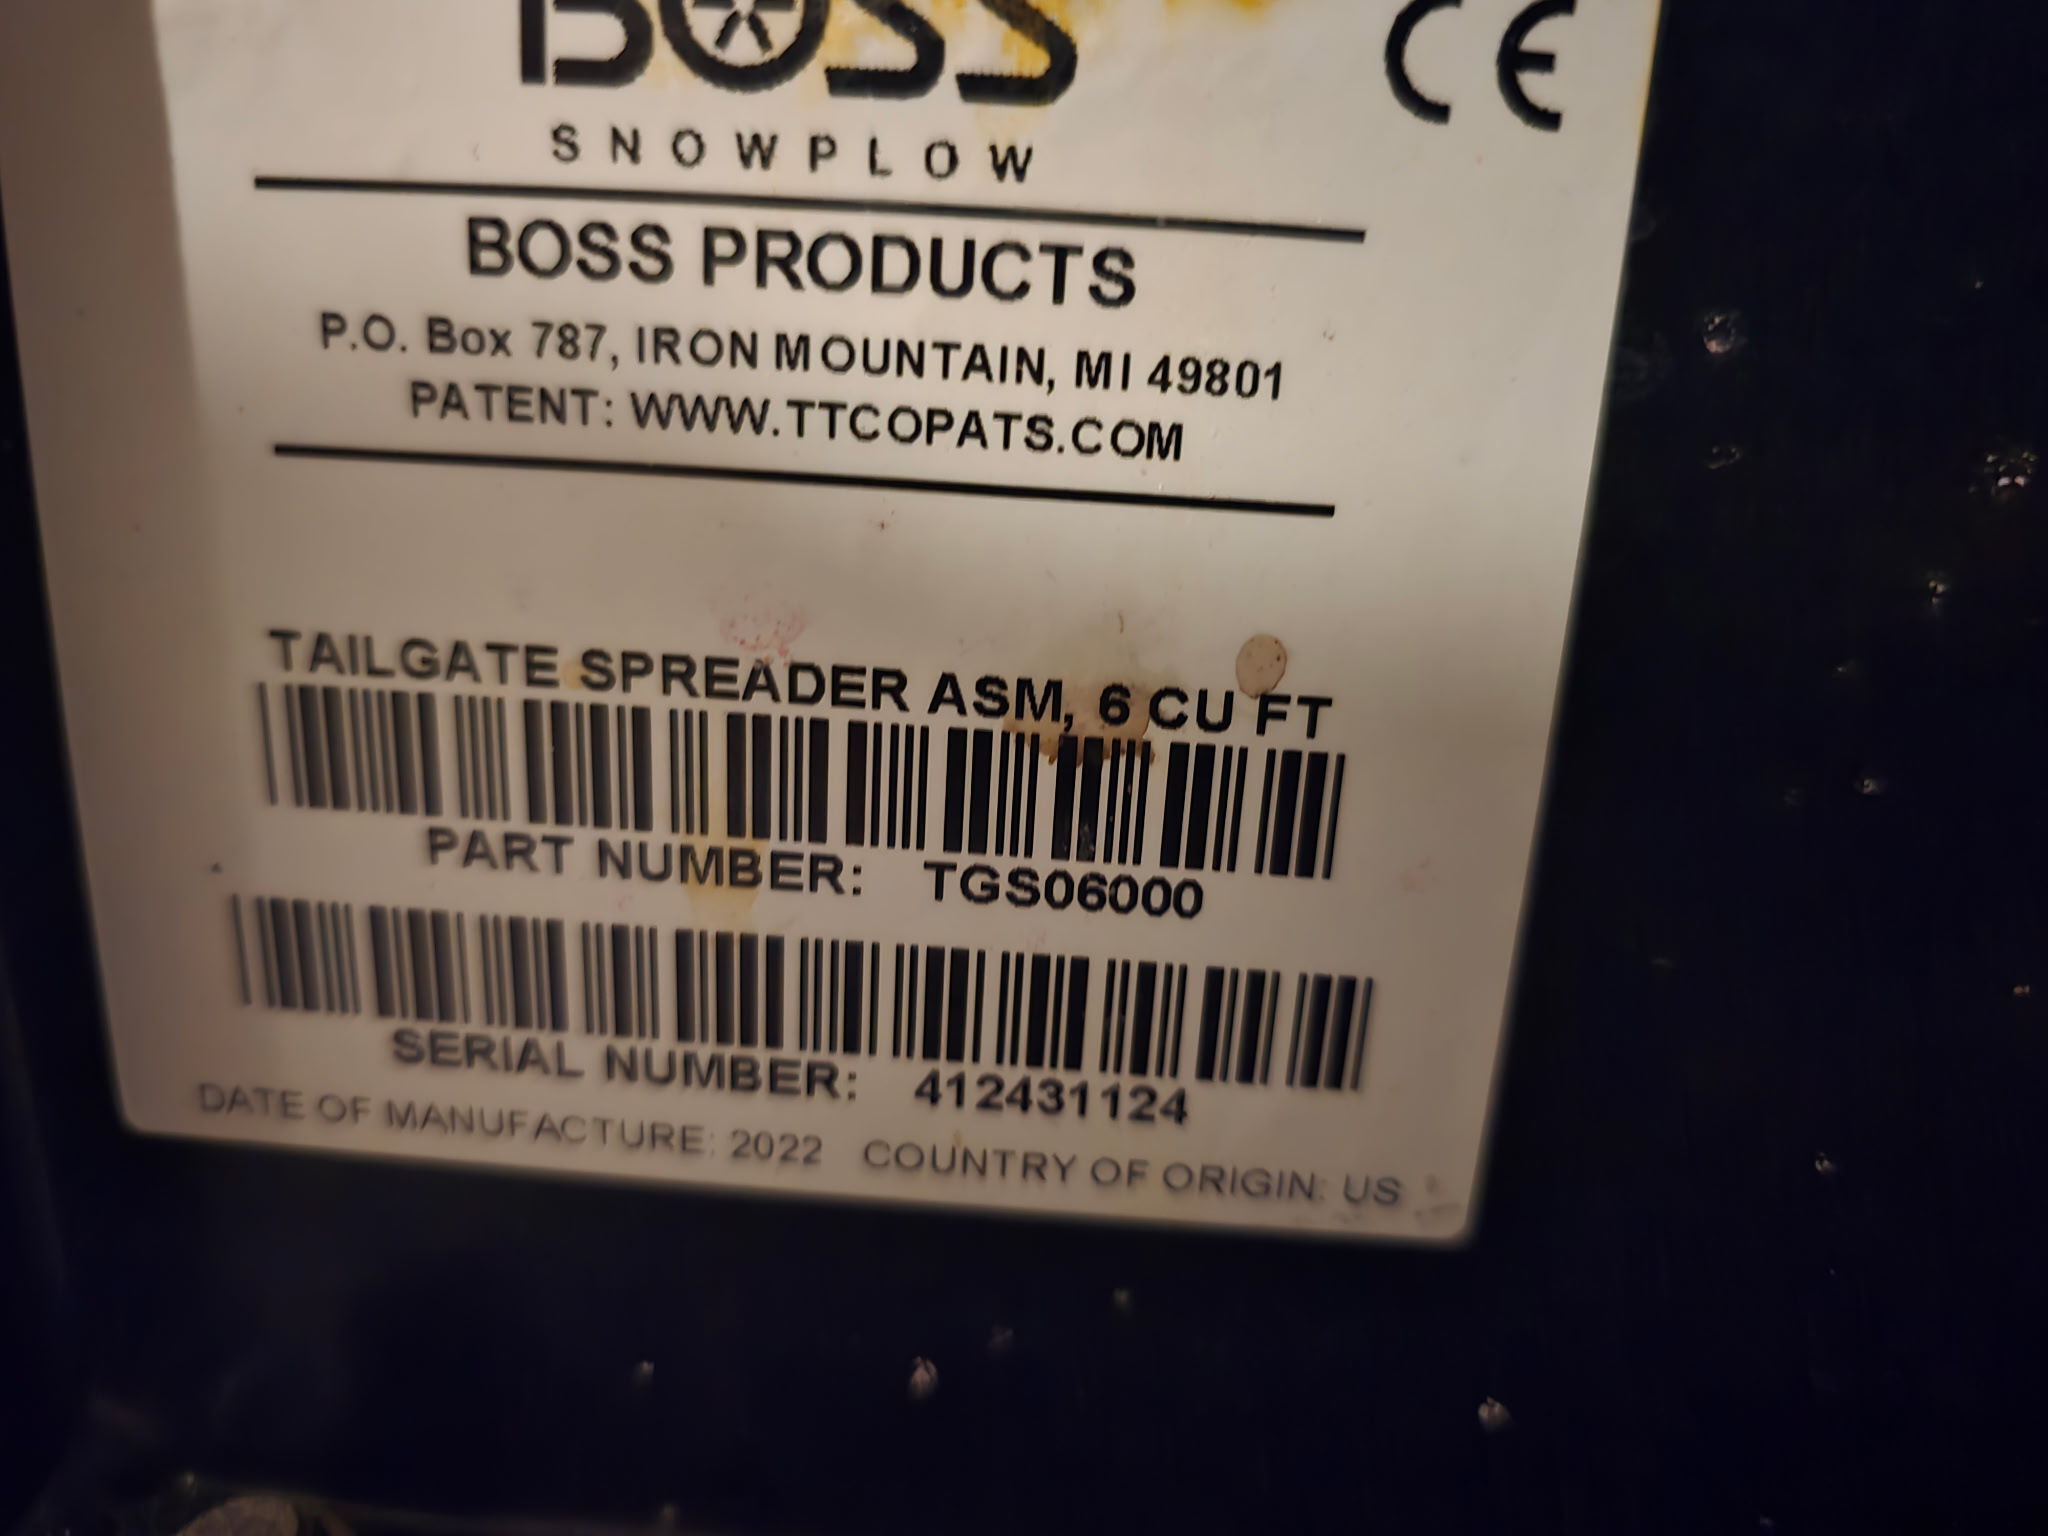 BOSS
CE
SNOWPLOW
BOSS PRODUCTS
P.O. Box 787, IRON MOUNTAIN, MI 49801
PATENT: WWW.TTCOPATS.COM
TAILGATE SPREADER ASM, 6 CU FT
PART NUMBER: TGS06000
SERIAL NUMBER: 412431124
DATE OF MANUFACTURE: 2022 COUNTRY OF ORIGIN: US